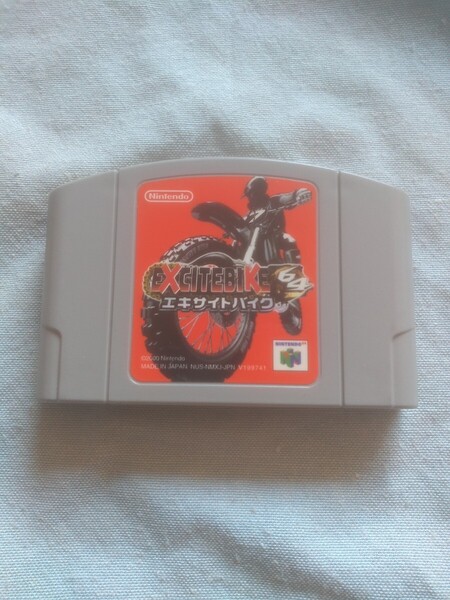 Nintendo
EXCITEBIKE 64
エキサイトバイク
NINTENDO
©2000 Nintendo
MADE IN JAPAN NUS-NMXJ-JPN